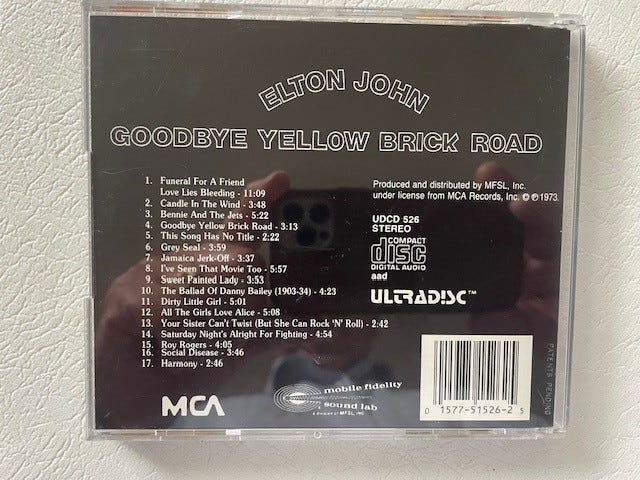 ELTON JOHN
GOODBYE YELLOW BRICK ROAD
1. Funeral For A Friend
Love Lies Bleeding - 11:09
2. Candle In The Wind - 3:48
3. Bennie And The Jets - 5:22
4. Goodbye Yellow Brick Road - 3:13
5. This Song Has No Title - 2:22
6. Grey Seal - 3:59
7. Jamaica Jerk-Off - 3:37
8. I've Seen That Movie Too - 5:57
9. Sweet Painted Lady - 3:53
10. The Ballad Of Danny Bailey (1903-34) - 4:23
11. Dirty Little Girl - 5:01
12. All The Girls Love Alice - 5:08
13. Your Sister Can't Twist (But She Can Rock 'N' Roll) - 2:42
14. Saturday Night's Alright For Fighting - 4:54
15. Roy Rogers - 4:05
16. Social Disease - 3:46
17. Harmony - 2:46
Produced and distributed by MFSL, Inc.
under license from MCA Records, Inc. © ℗ 1973.
UDCD 526
STEREO
COMPACT
disc
DIGITAL AUDIO
aad
ULTRADISC™
MCA
mobile fidelity
sound lab
a division of MFSL, INC
0 1577-51526-2 5
PATENTS PENDING